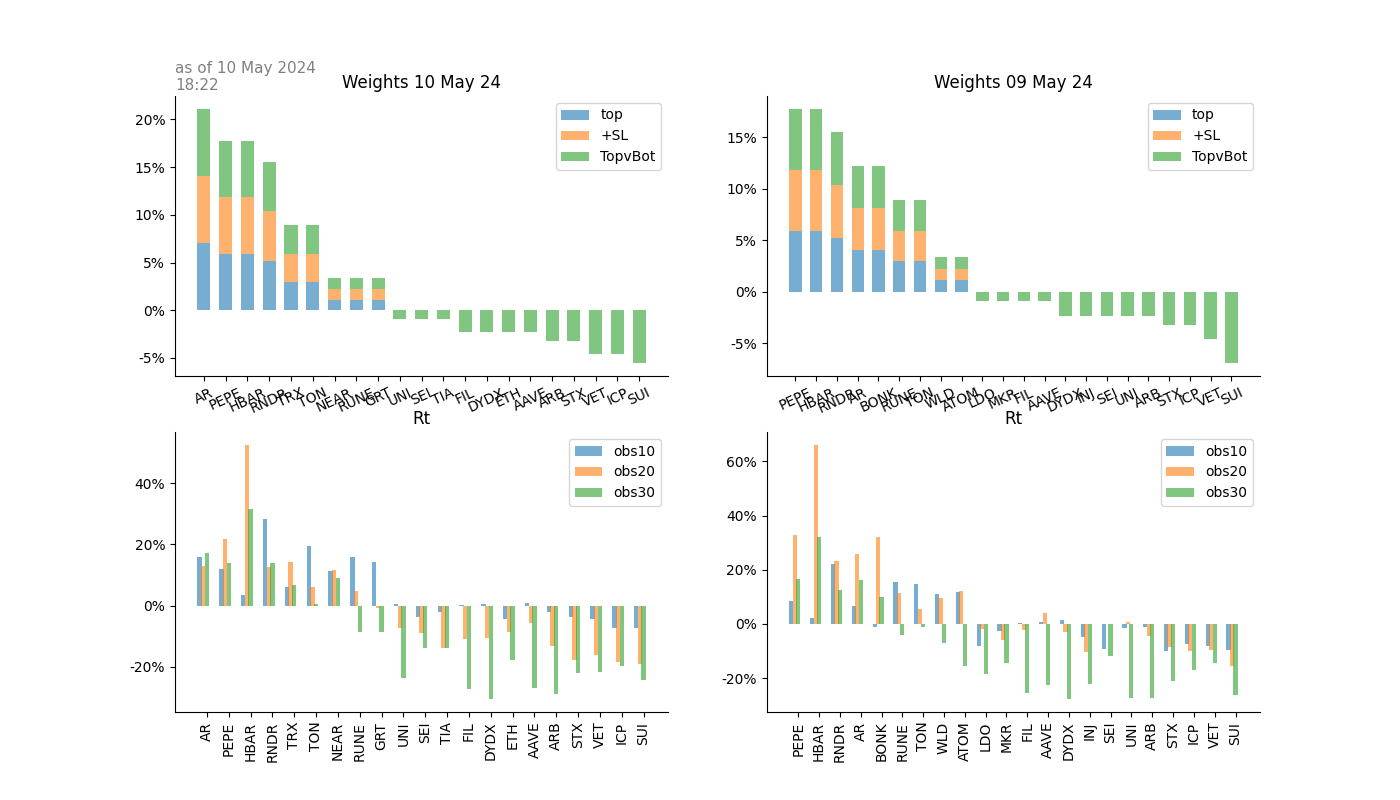 as of 10 May 2024
18:22
Weights 10 May 24
Weights 09 May 24
top
+SL
TopvBot
20%
15%
10%
5%
0%
-5%
AR PEPE HBAR RNDR TRX TON NEAR RUNE GRT UNI SEI TIA FIL DYDX ETH AAVE ARB STX VET ICP SUI
top
+SL
TopvBot
15%
10%
5%
0%
-5%
PEPE HBAR RNDR AR BONK RUNE TON WLD ATOM LDO MKR FIL AAVE DYDX INJ SEI UNI ARB STX ICP VET SUI
Rt
obs10
obs20
obs30
40%
20%
0%
-20%
AR PEPE HBAR RNDR TRX TON NEAR RUNE GRT UNI SEI TIA FIL DYDX ETH AAVE ARB STX VET ICP SUI
Rt
obs10
obs20
obs30
60%
40%
20%
0%
-20%
PEPE HBAR RNDR AR BONK RUNE TON WLD ATOM LDO MKR FIL AAVE DYDX INJ SEI UNI ARB STX ICP VET SUI